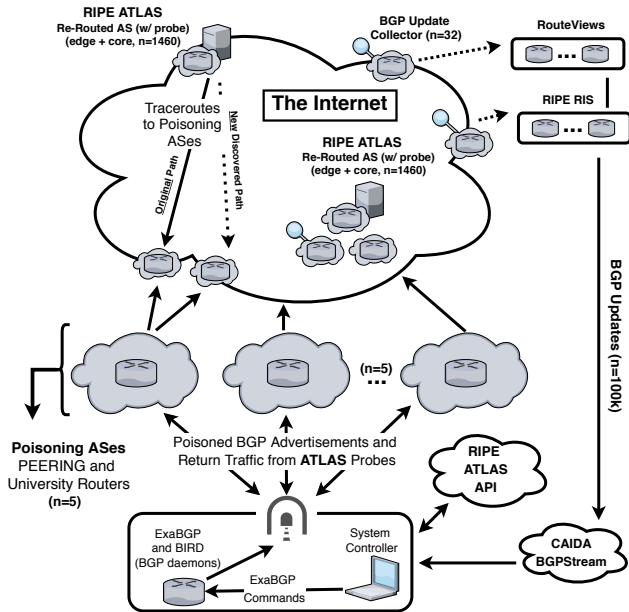 RIPE ATLAS
Re-Routed AS (w/ probe)
(edge + core, n=1460)
BGP Update
Collector (n=32)
RouteViews
RIPE RIS
The Internet
Traceroutes
to Poisoning
ASes
Original Path
New Discovered Path
RIPE ATLAS
Re-Routed AS (w/ probe)
(edge + core, n=1460)
BGP Updates (n=100k)
(n=5)
...
Poisoning ASes
PEERING and
University Routers
(n=5)
Poisoned BGP Advertisements and
Return Traffic from ATLAS Probes
RIPE
ATLAS
API
ExaBGP
and BIRD
(BGP daemons)
System
Controller
ExaBGP
Commands
CAIDA
BGPStream